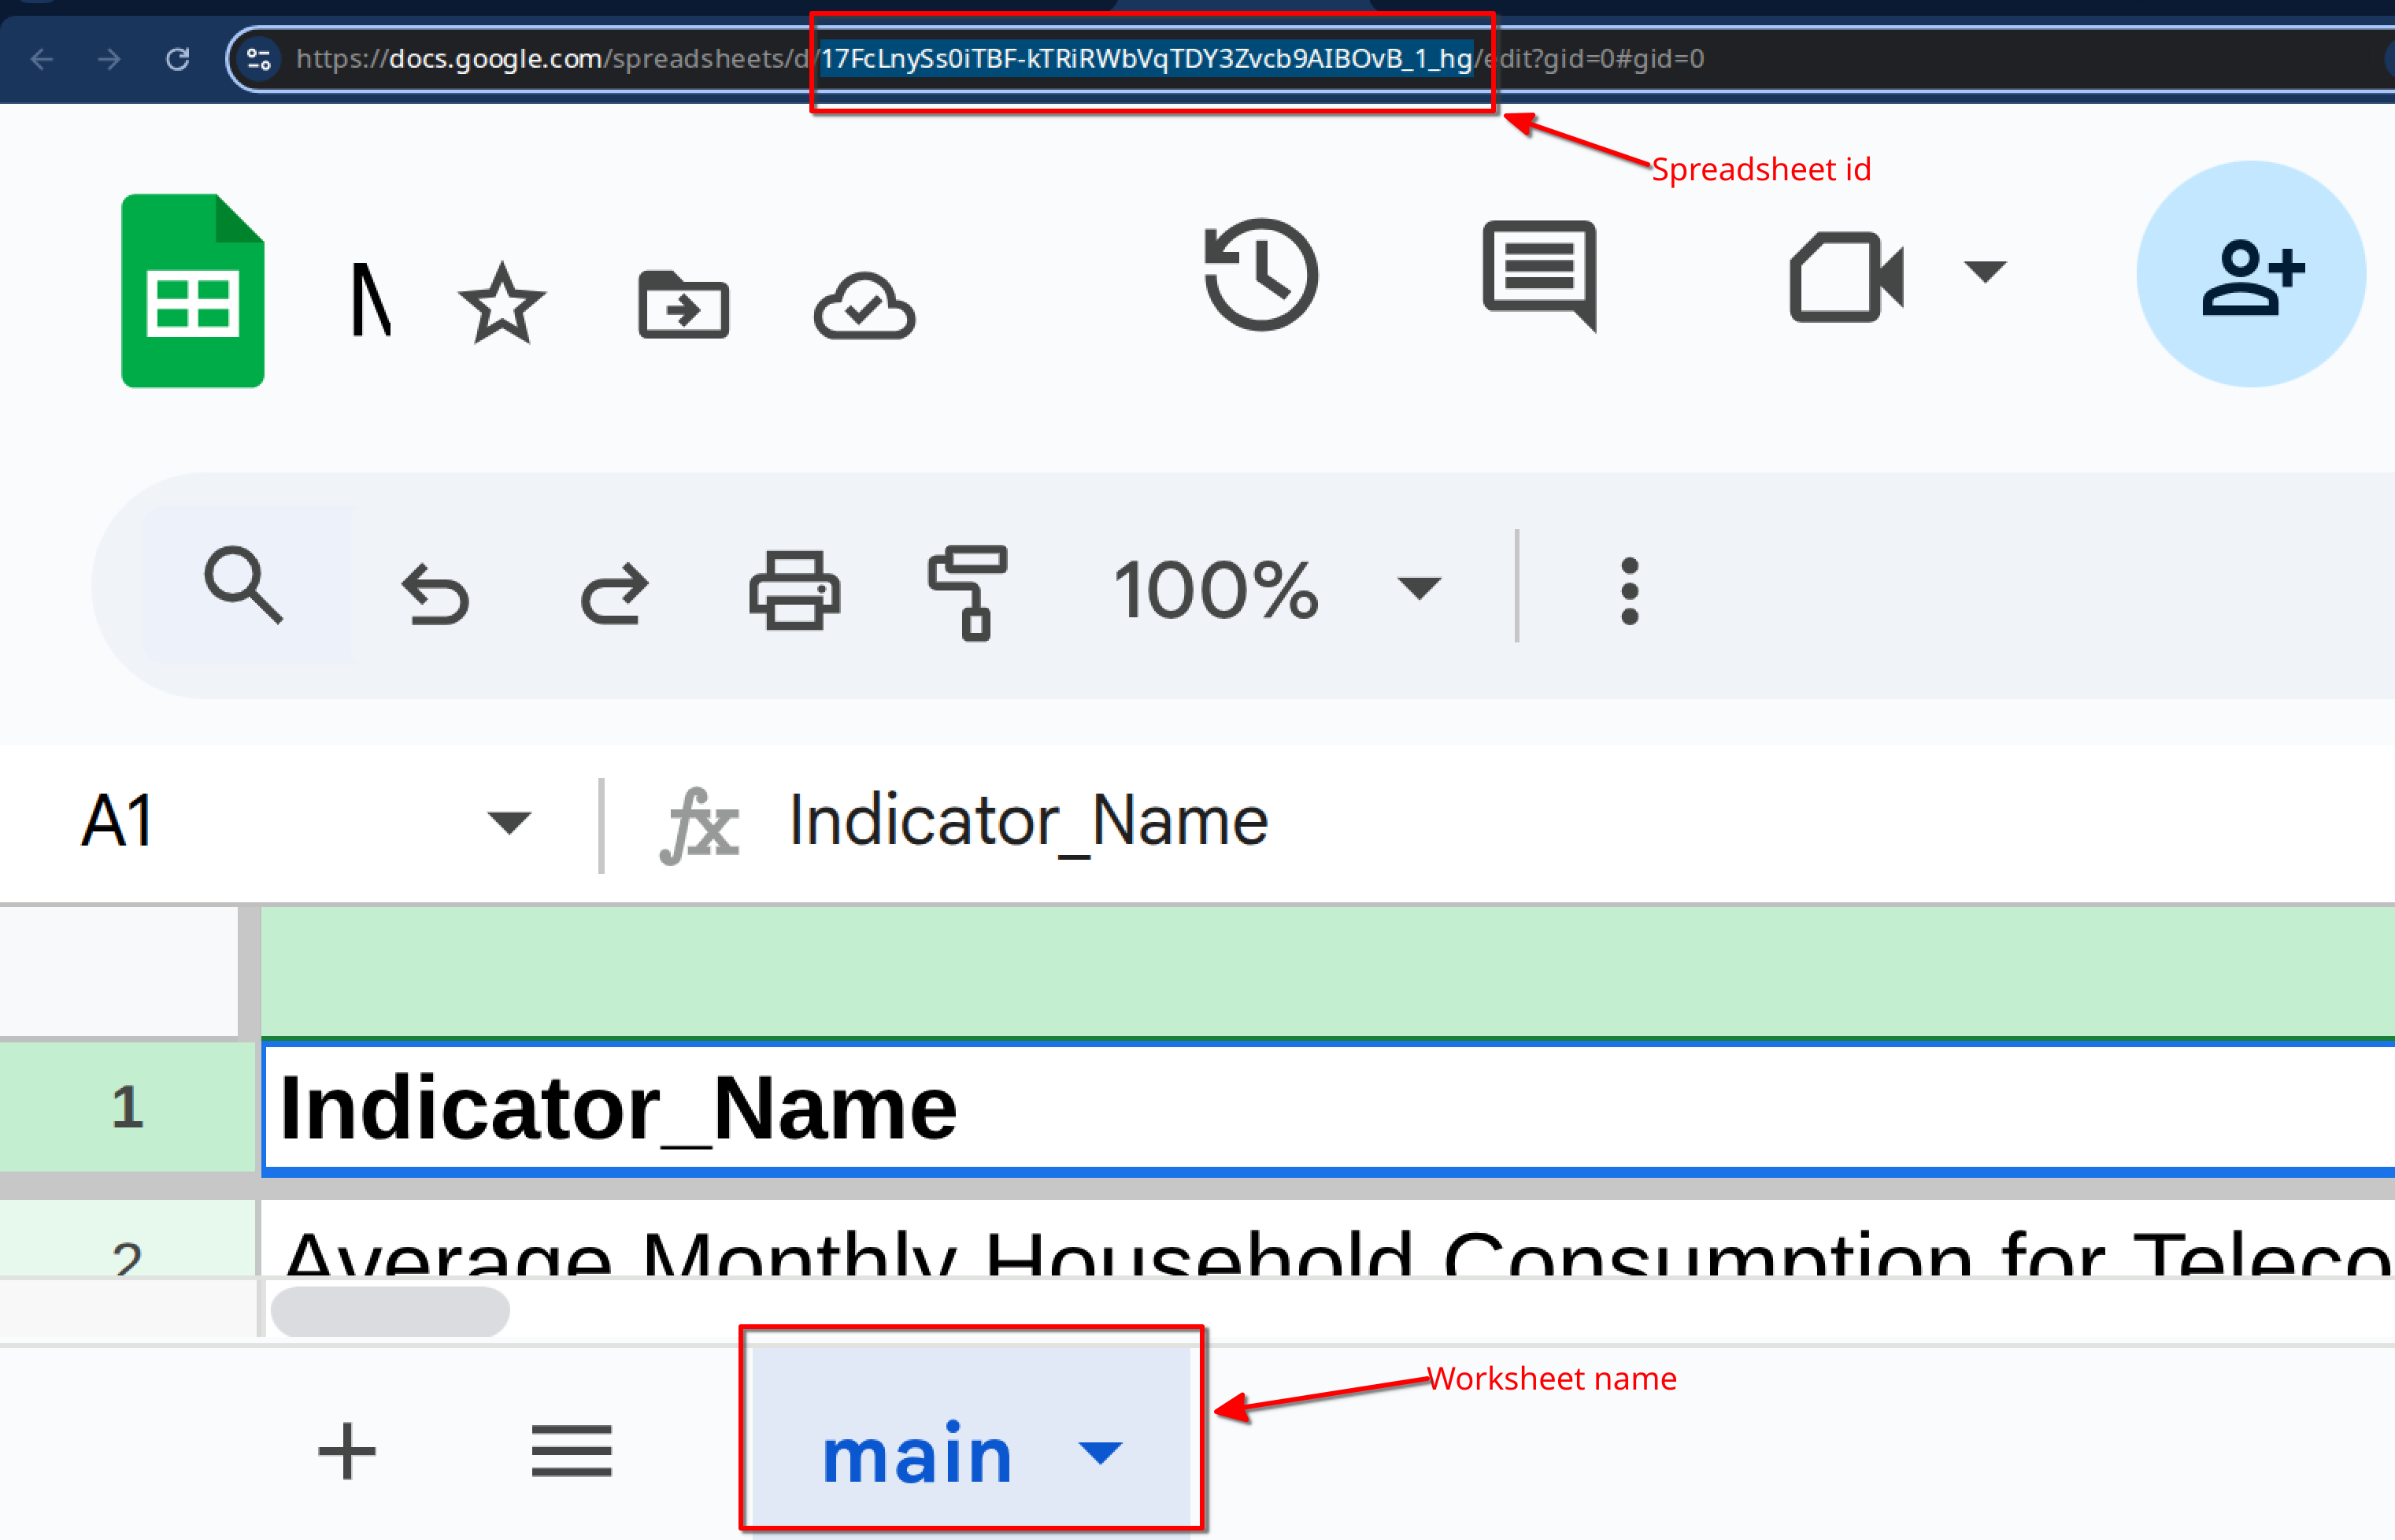 https://docs.google.com/spreadsheets/d/17FcLnySs0iTBF-kTRiRWbVqTDY3Zvcb9AIBOvB_1_hg/edit?gid=0#gid=0
Spreadsheet id
100%
A1
Indicator_Name
1 Indicator_Name
2 Average Monthly Household Consumption for Teleco
Worksheet name
main